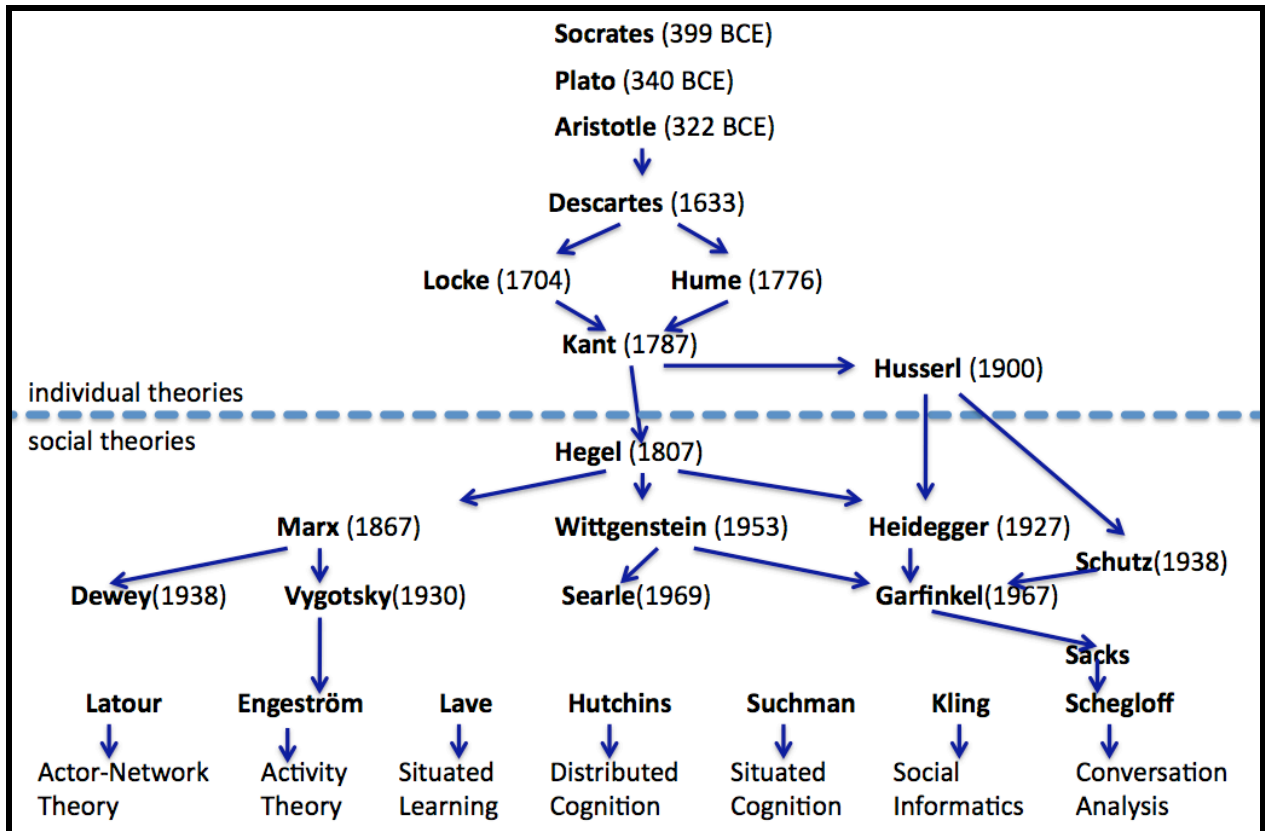 Socrates (399 BCE)
Plato (340 BCE)
Aristotle (322 BCE)
Descartes (1633)
Locke (1704) Hume (1776)
Kant (1787)
Husserl (1900)
individual theories
social theories
Hegel (1807)
Marx (1867) Wittgenstein (1953) Heidegger (1927)
Schutz(1938)
Dewey(1938) Vygotsky(1930) Searle(1969) Garfinkel(1967)
Sacks
Latour Engeström Lave Hutchins Suchman Kling Schegloff
Actor-Network Activity Situated Distributed Situated Social Conversation
Theory Theory Learning Cognition Cognition Informatics Analysis